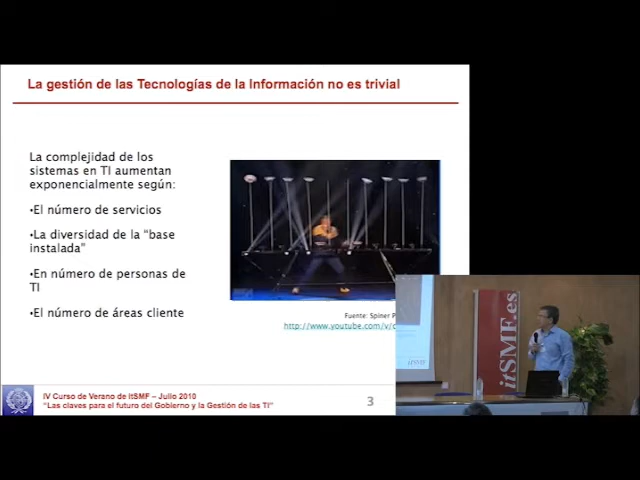 La gestión de las Tecnologías de la Información no es trivial
La complejidad de los
sistemas en TI aumentan
exponencialmente según:
•El número de servicios
•La diversidad de la “base
instalada”
•En número de personas de
TI
•El número de áreas cliente
Fuente: Spiner P
http://www.youtube.com/v/c
itSMF.es
IV Curso de Verano de itSMF – Julio 2010
“Las claves para el futuro del Gobierno y la Gestión de las TI”
3